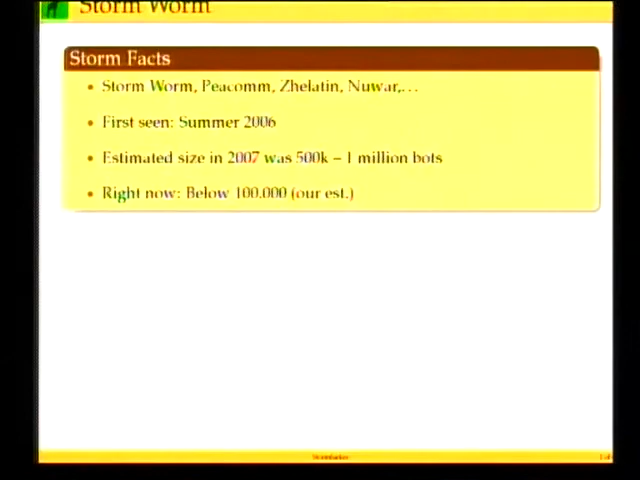 Storm Worm
Storm Facts
• Storm Worm, Peacomm, Zhelatin, Nuwar,...
• First seen: Summer 2006
• Estimated size in 2007 was 500k – 1 million bots
• Right now: Below 100.000 (our est.)